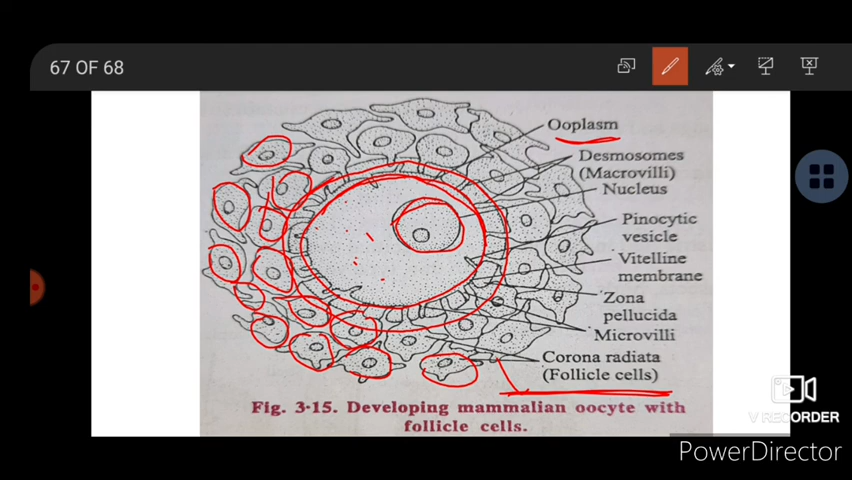 67 OF 68
Ooplasm
Desmosomes
(Macrovilli)
Nucleus
Pinocytic
vesicle
Vitelline
membrane
Zona
pellucida
Microvilli
Corona radiata
(Follicle cells)
Fig. 3·15. Developing mammalian oocyte with
follicle cells.
V RECORDER
PowerDirector